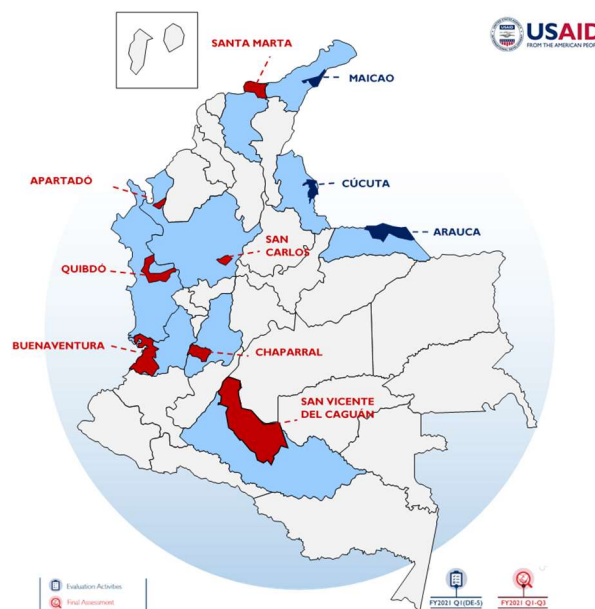 USAID
FROM THE AMERICAN PEOPLE
SANTA MARTA
MAICAO
APARTADÓ
CÚCUTA
ARAUCA
SAN
CARLOS
QUIBDÓ
BUENAVENTURA
CHAPARRAL
SAN VICENTE
DEL CAGUÁN
Evaluation Activities
Final Assessment
FY2021 Q1(DE-5)
FY2021 Q1-Q3